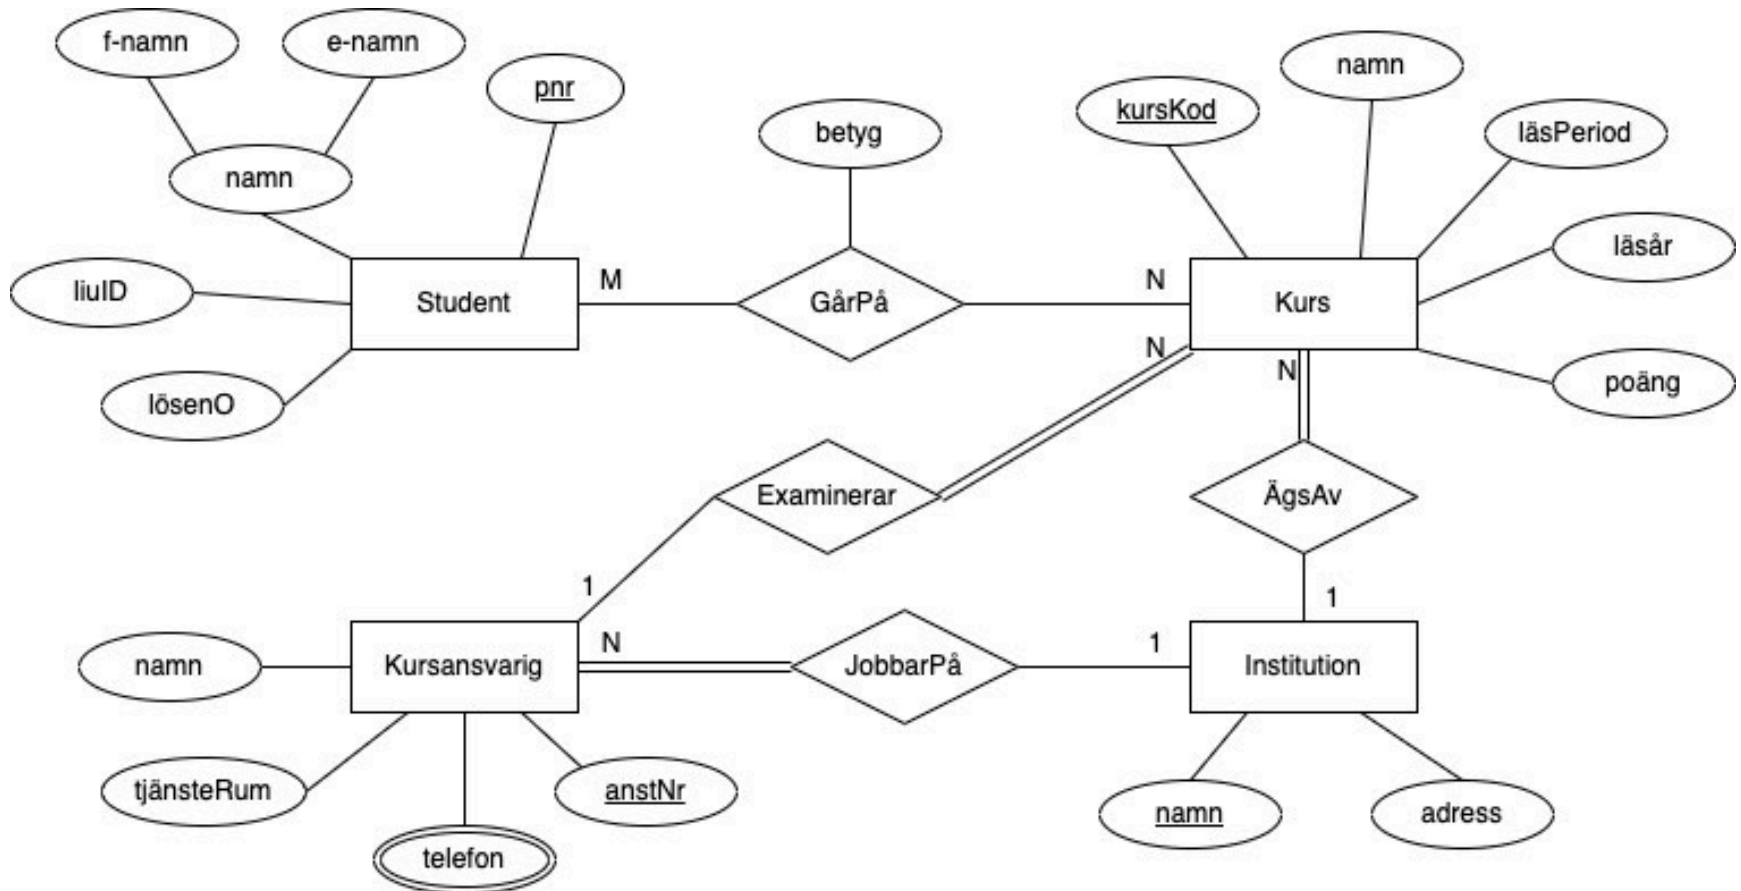 f-namn
e-namn
pnr
namn
liuID
lösenO
Student
M
betyg
GårPå
N
kursKod
namn
läsPeriod
läsår
poäng
Kurs
N
N
Examinerar
ÄgsAv
1
1
namn
Kursansvarig
N
JobbarPå
1
Institution
tjänsteRum
telefon
anstNr
namn
adress